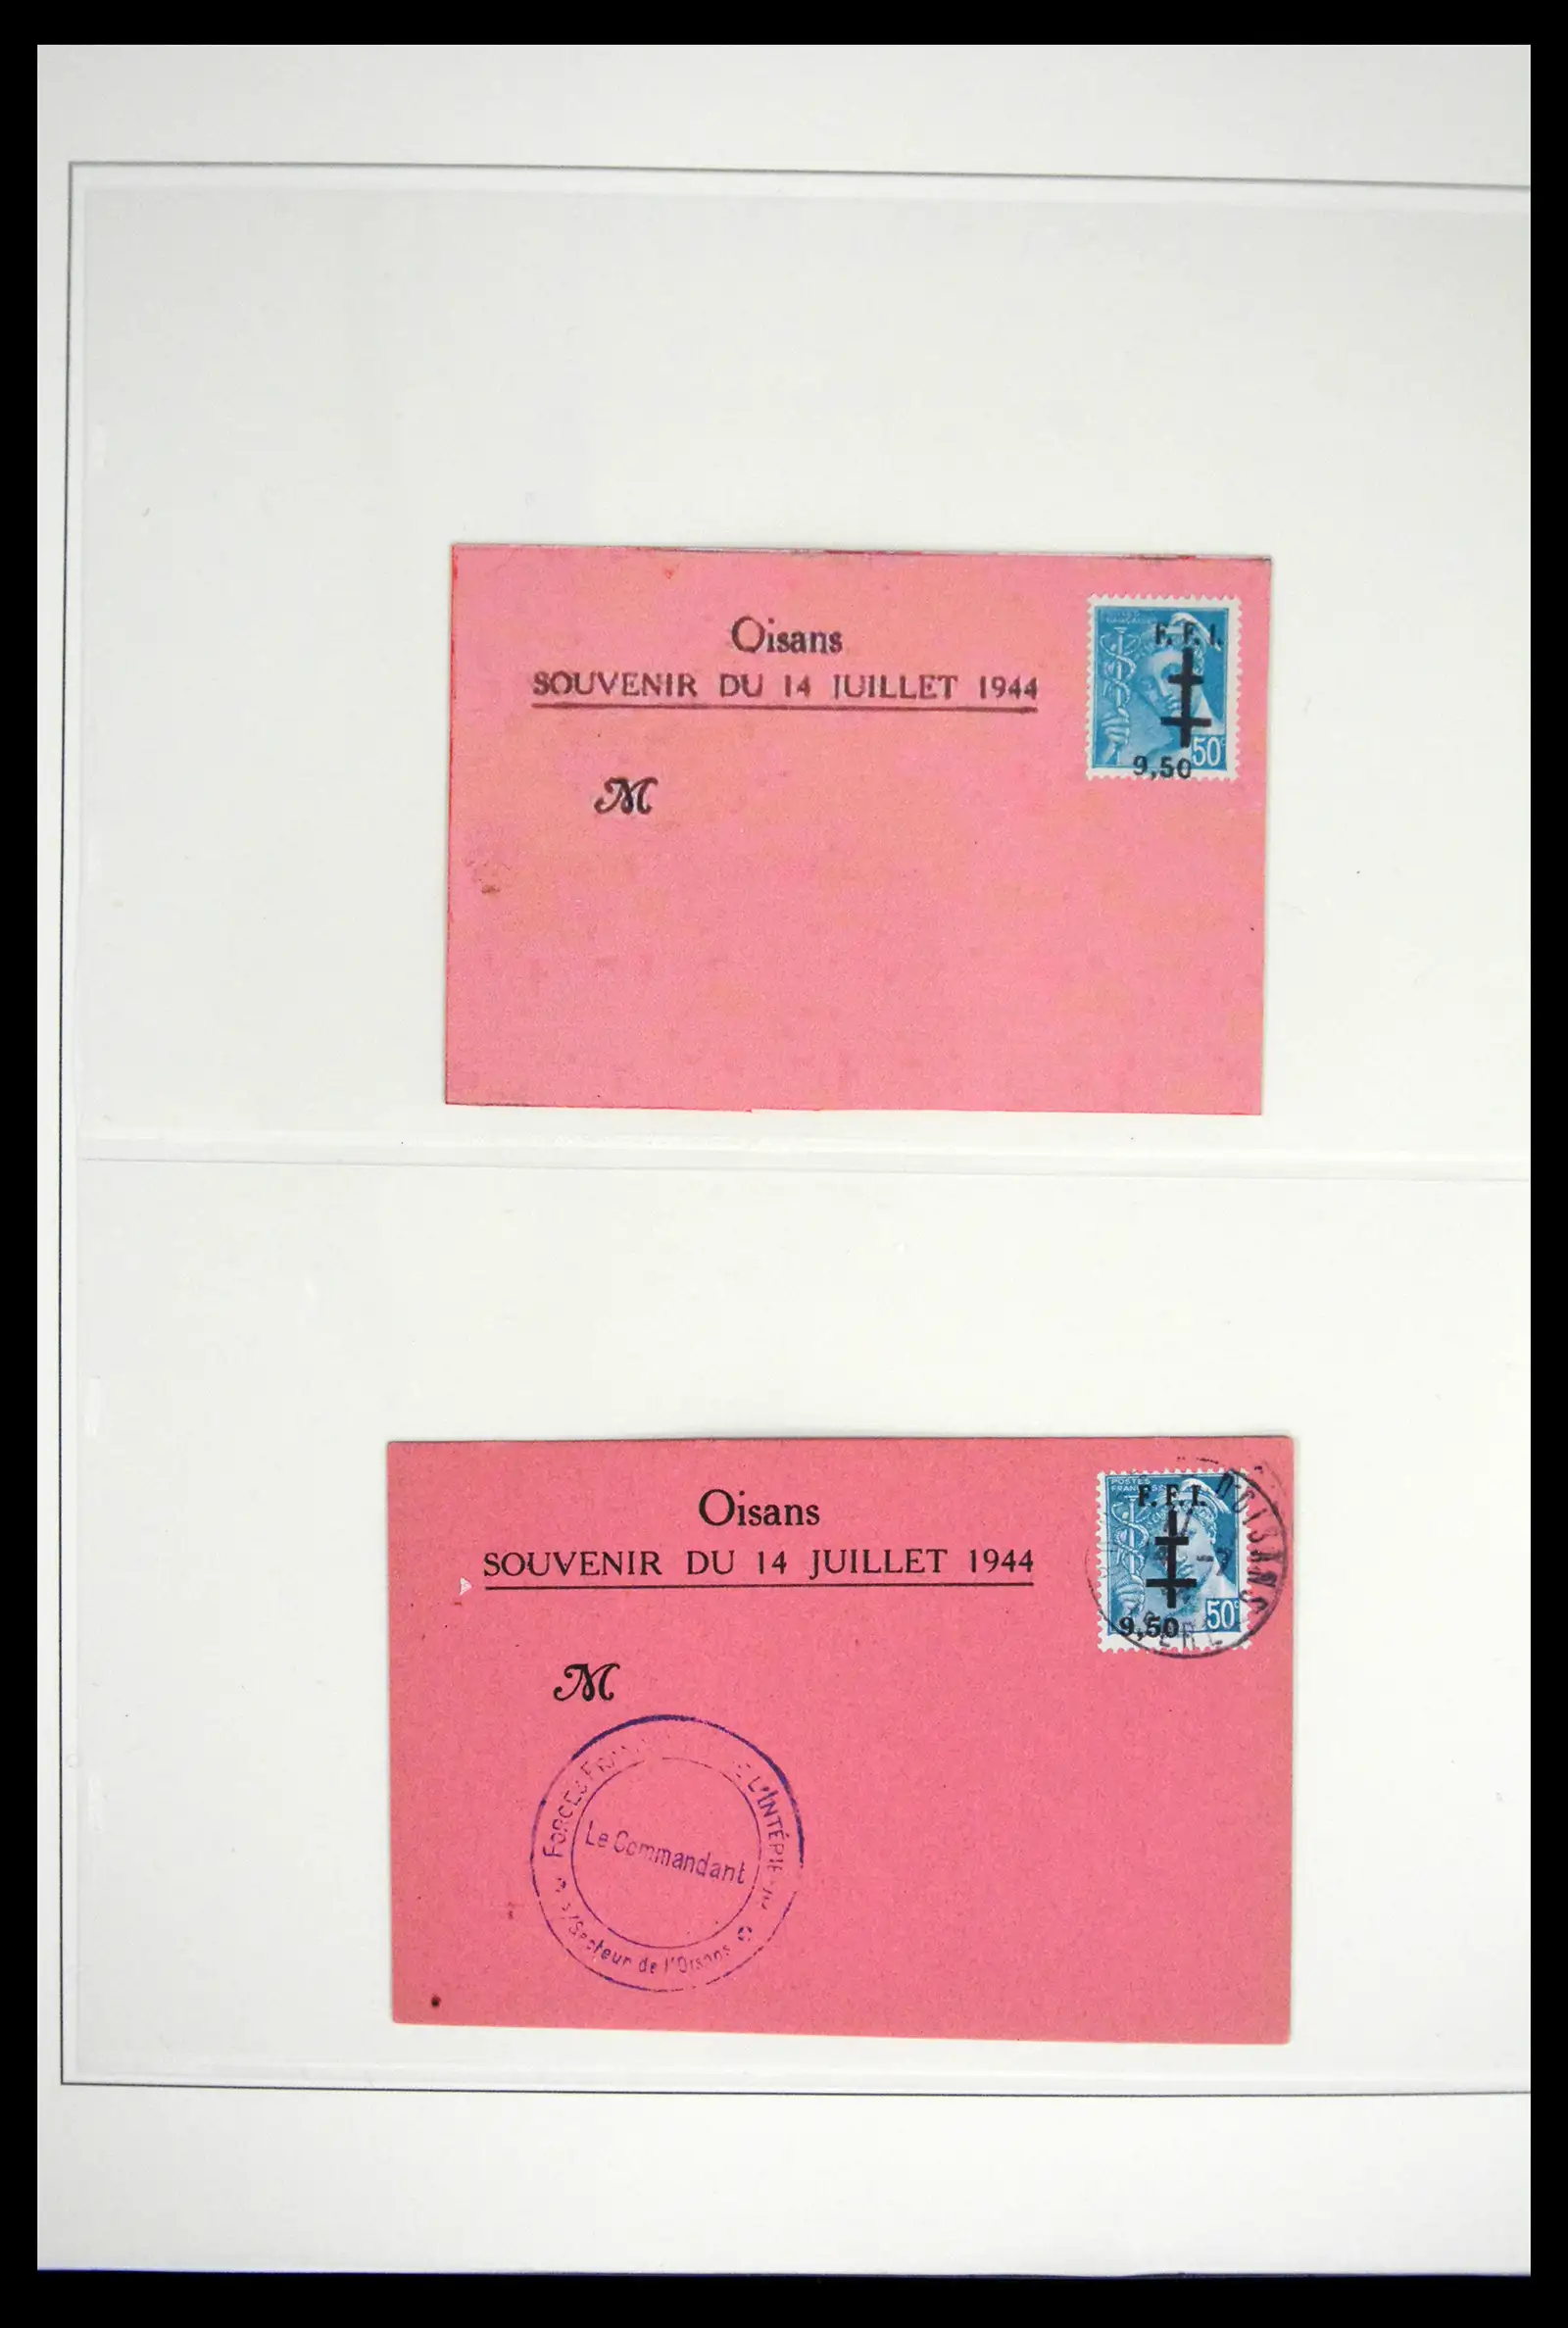 Oisans
SOUVENIR DU 14 JUILLET 1944
M
F. F. I.
50c
9,50
Oisans
SOUVENIR DU 14 JUILLET 1944
M
POSTES
FRANÇAISES
F. F. I.
50c
9,50
D'OISANS
Le Commandant
S/Secteur de l'Oisans